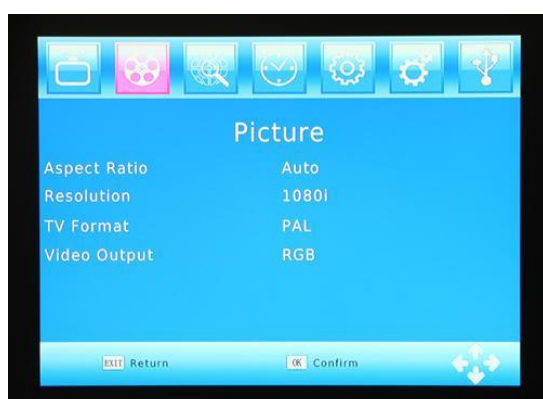 Picture
Aspect Ratio Auto
Resolution 1080i
TV Format PAL
Video Output RGB
EXIT Return OK Confirm